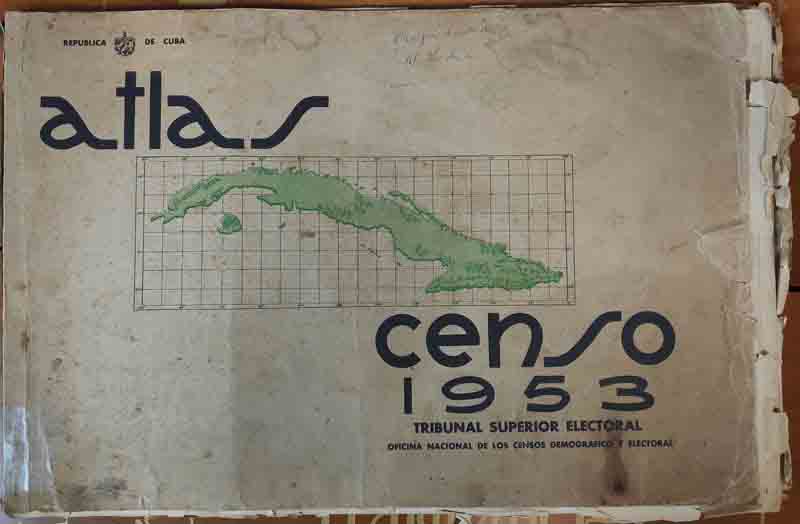 REPUBLICA DE CUBA
atlas
censo
1953
TRIBUNAL SUPERIOR ELECTORAL
OFICINA NACIONAL DE LOS CENSOS DEMOGRAFICO Y ELECTORAL